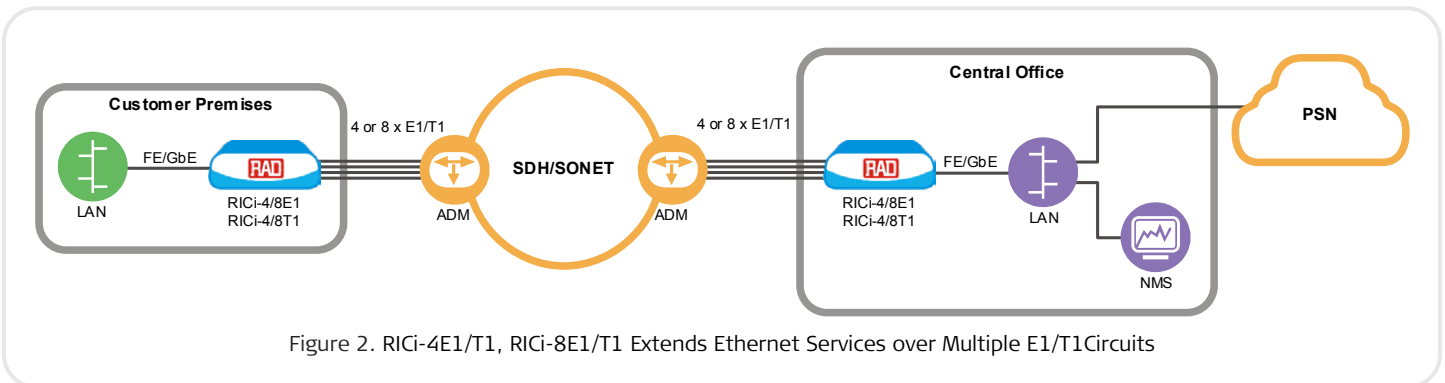 Customer Premises
FE/GbE
RAD
LAN
RICi-4/8E1
RICi-4/8T1
4 or 8 x E1/T1
ADM
SDH/SONET
4 or 8 x E1/T1
ADM
Central Office
RAD
RICi-4/8E1
RICi-4/8T1
FE/GbE
LAN
NMS
PSN
Figure 2. RICi-4E1/T1, RICi-8E1/T1 Extends Ethernet Services over Multiple E1/T1Circuits